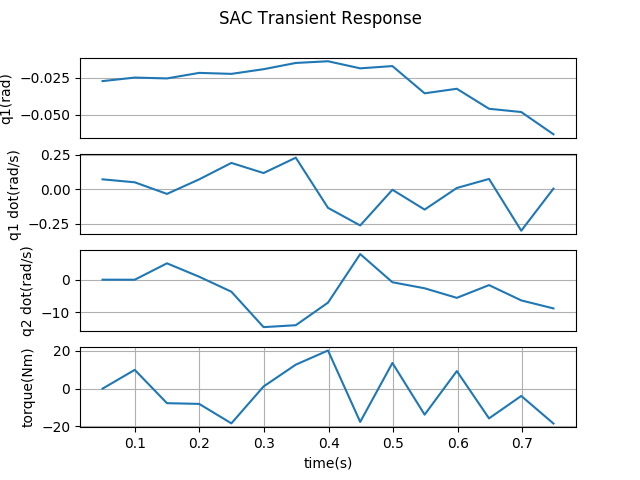 SAC Transient Response
q1(rad)
−0.025
−0.050
q1 dot(rad/s)
0.25
0.00
−0.25
q2 dot(rad/s)
0
−10
torque(Nm)
20
0
−20
0.1 0.2 0.3 0.4 0.5 0.6 0.7
time(s)